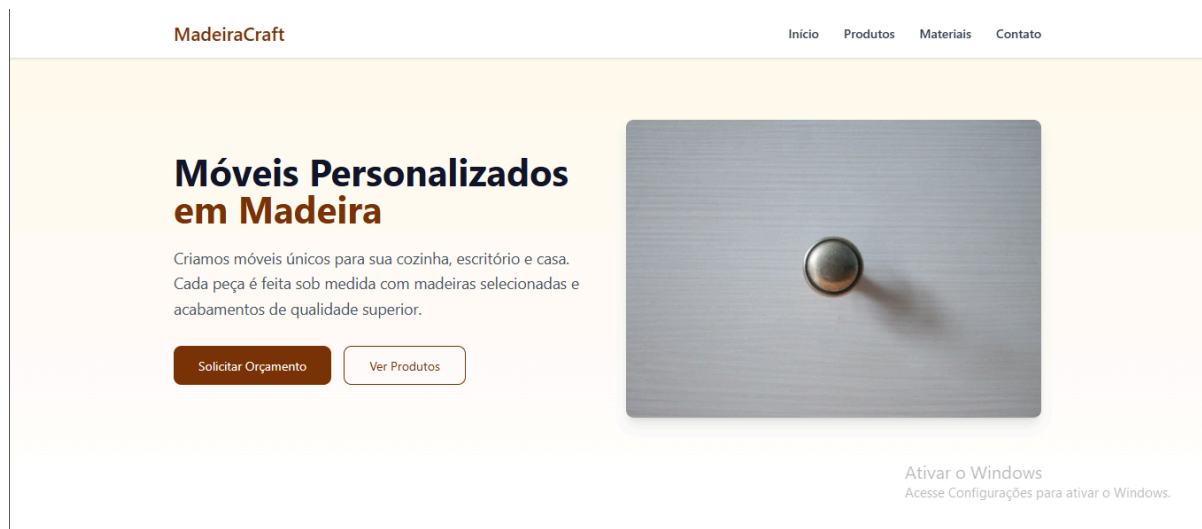 MadeiraCraft
Início Produtos Materiais Contato
Móveis Personalizados
em Madeira
Criamos móveis únicos para sua cozinha, escritório e casa.
Cada peça é feita sob medida com madeiras selecionadas e
acabamentos de qualidade superior.
Solicitar Orçamento Ver Produtos
Ativar o Windows
Acesse Configurações para ativar o Windows.